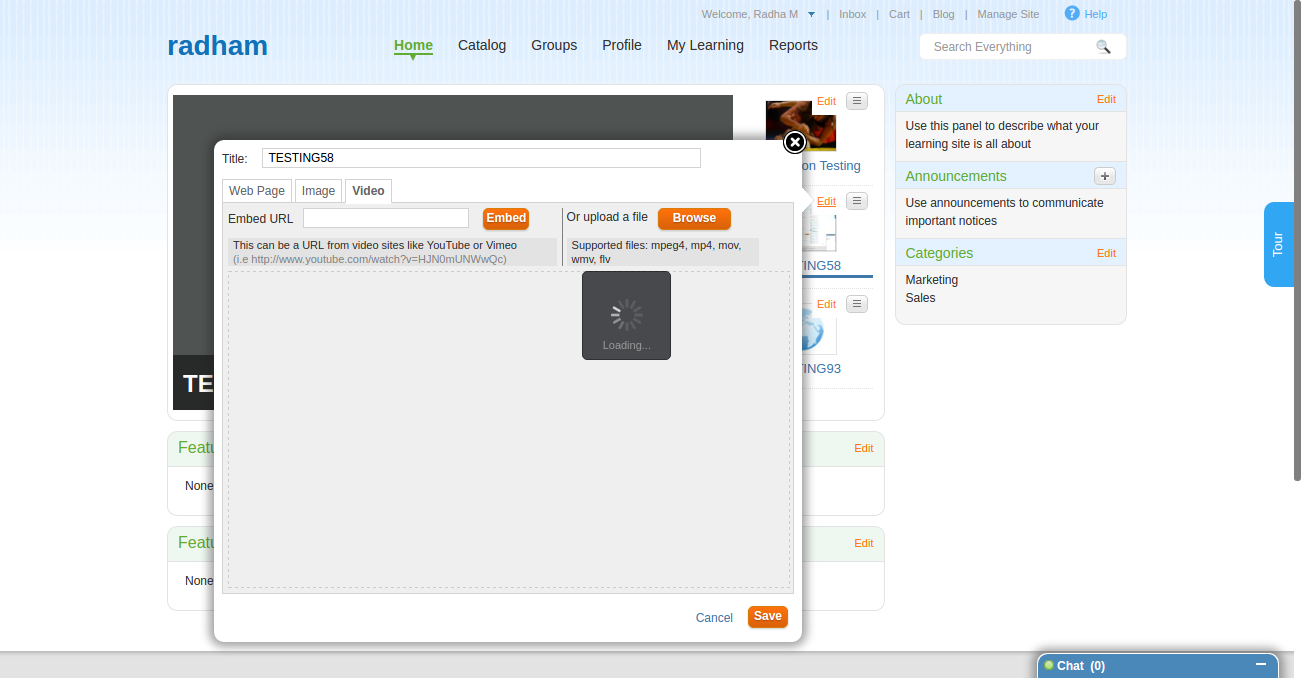 Welcome, Radha M | Inbox | Cart | Blog | Manage Site ? Help
radham
Home Catalog Groups Profile My Learning Reports
Search Everything
Edit
on Testing
Edit
TING58
Edit
TING93
TE
Title: TESTING58
Web Page Image Video
Embed URL Embed
This can be a URL from video sites like YouTube or Vimeo
(i.e http://www.youtube.com/watch?v=HJN0mUNWwQc)
Or upload a file Browse
Supported files: mpeg4, mp4, mov,
wmv, flv
Loading...
Cancel Save
Featu Edit
None
Featu Edit
None
About Edit
Use this panel to describe what your
learning site is all about
Announcements +
Use announcements to communicate
important notices
Categories Edit
Marketing
Sales
Tour
Chat (0)